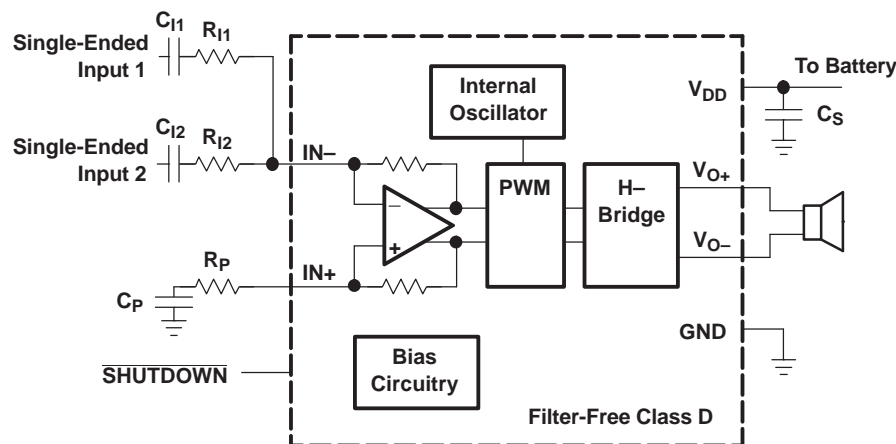 Single-Ended
Input 1
C_I1
R_I1
Single-Ended
Input 2
C_I2
R_I2
IN–
Internal
Oscillator
V_DD
To Battery
C_S
–
+
PWM
H–
Bridge
V_O+
V_O–
R_P
C_P
IN+
SHUTDOWN
Bias
Circuitry
GND
Filter-Free Class D